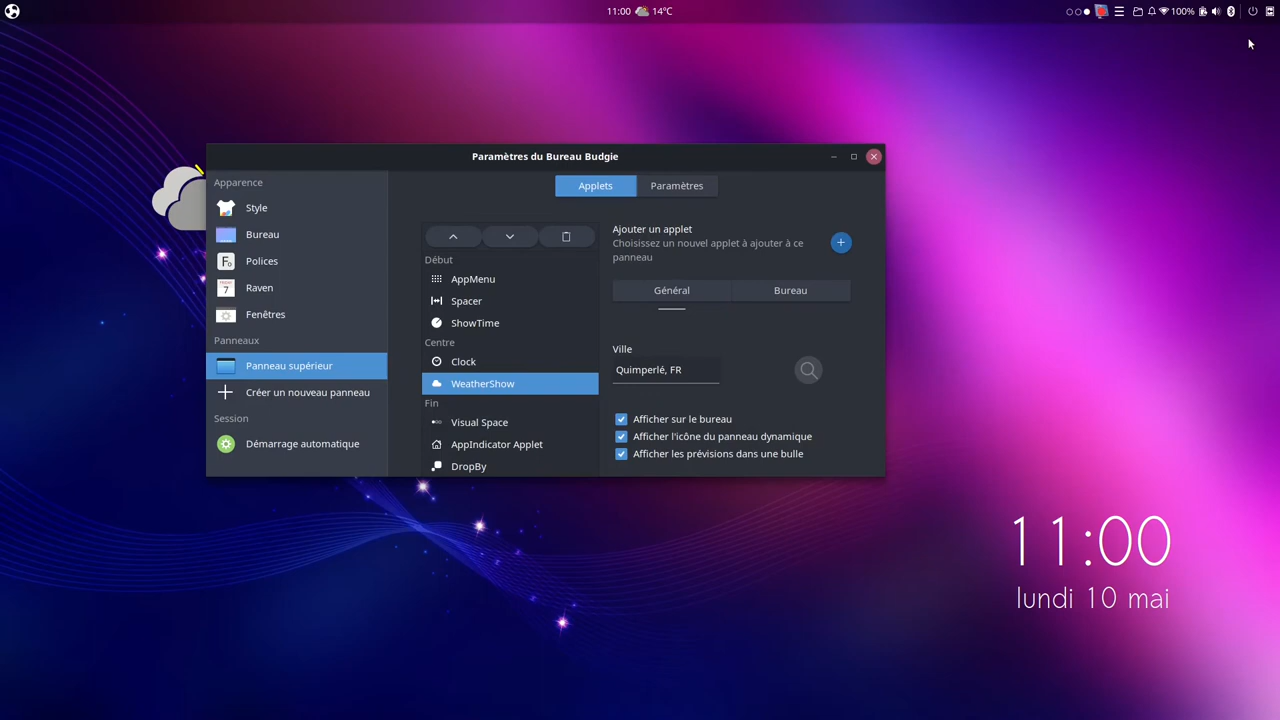 11:00 14℃
100%
Paramètres du Bureau Budgie
Apparence
Style
Bureau
Polices
Raven
Fenêtres
Panneaux
Panneau supérieur
Créer un nouveau panneau
Session
Démarrage automatique
Applets Paramètres
Début
AppMenu
Spacer
ShowTime
Centre
Clock
WeatherShow
Fin
Visual Space
AppIndicator Applet
DropBy
Ajouter un applet
Choisissez un nouvel applet à ajouter à ce
panneau
Général Bureau
Ville
Quimperlé, FR
Afficher sur le bureau
Afficher l'icône du panneau dynamique
Afficher les prévisions dans une bulle
11:00
lundi 10 mai